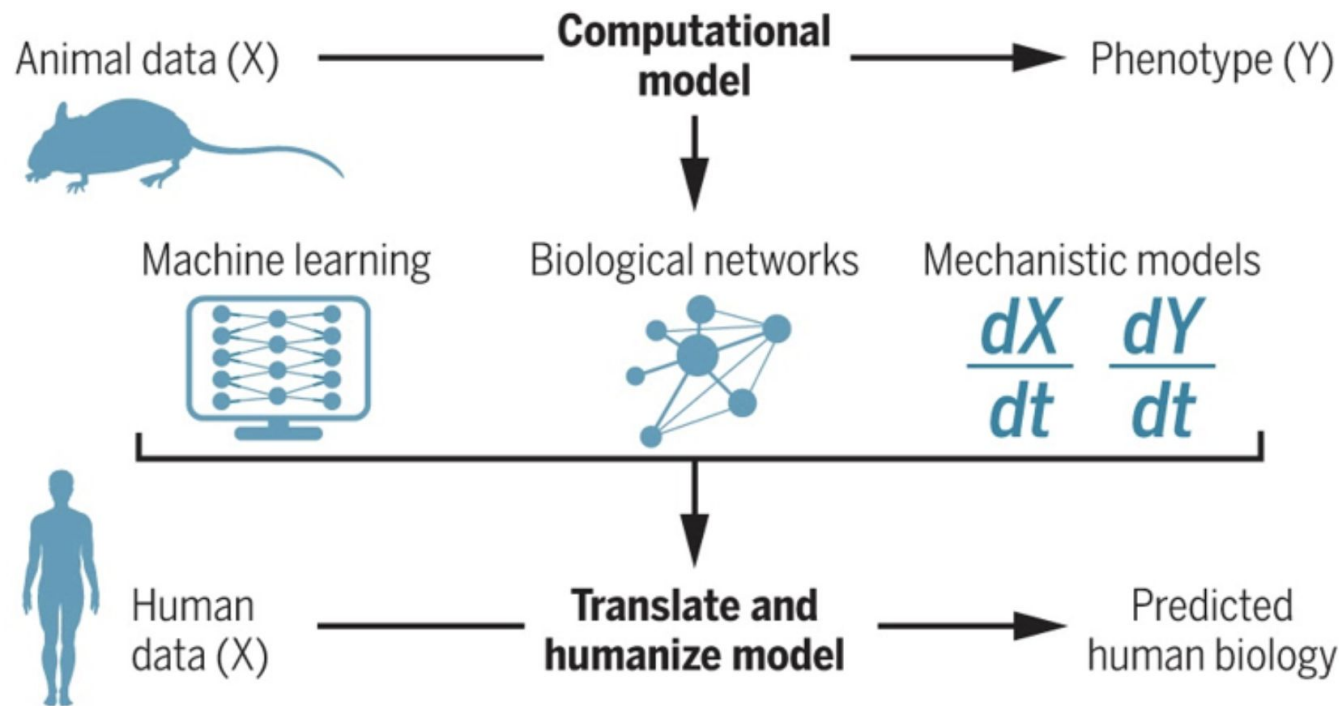 Animal data (X)
Computational
model
Phenotype (Y)
Machine learning
Biological networks
Mechanistic models
dX
dt
dY
dt
Human
data (X)
Translate and
humanize model
Predicted
human biology